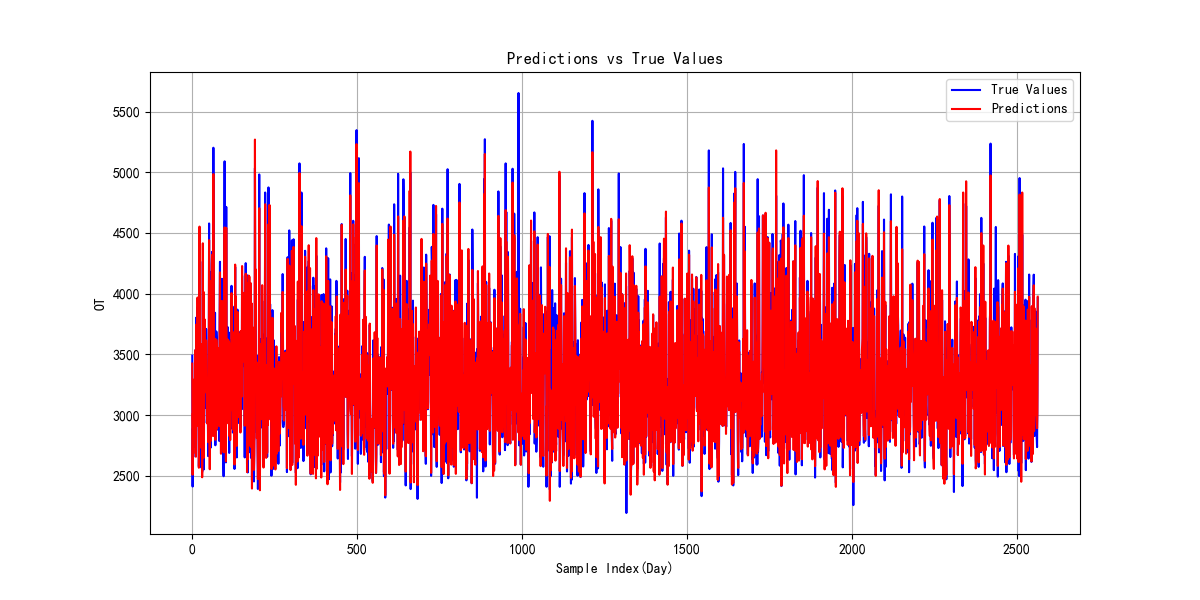 Predictions vs True Values
True Values
Predictions
5500
5000
4500
4000
3500
3000
2500
OT
0 500 1000 1500 2000 2500
Sample Index(Day)